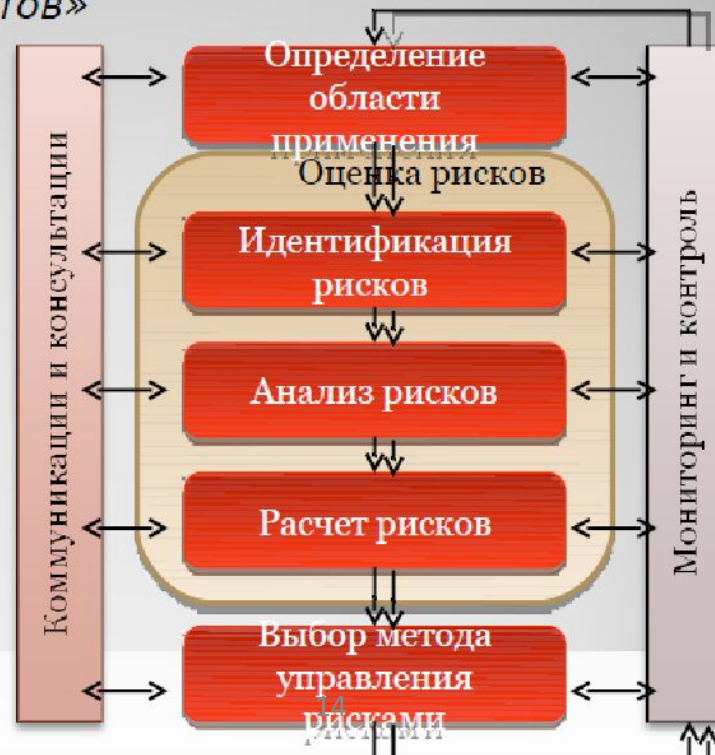 тов»
Определение
области
применения
Оценка рисков
Идентификация
рисков
Анализ рисков
Расчет рисков
Выбор метода
управления
рисками
14
Коммуникации и консультации
Мониторинг и контроль